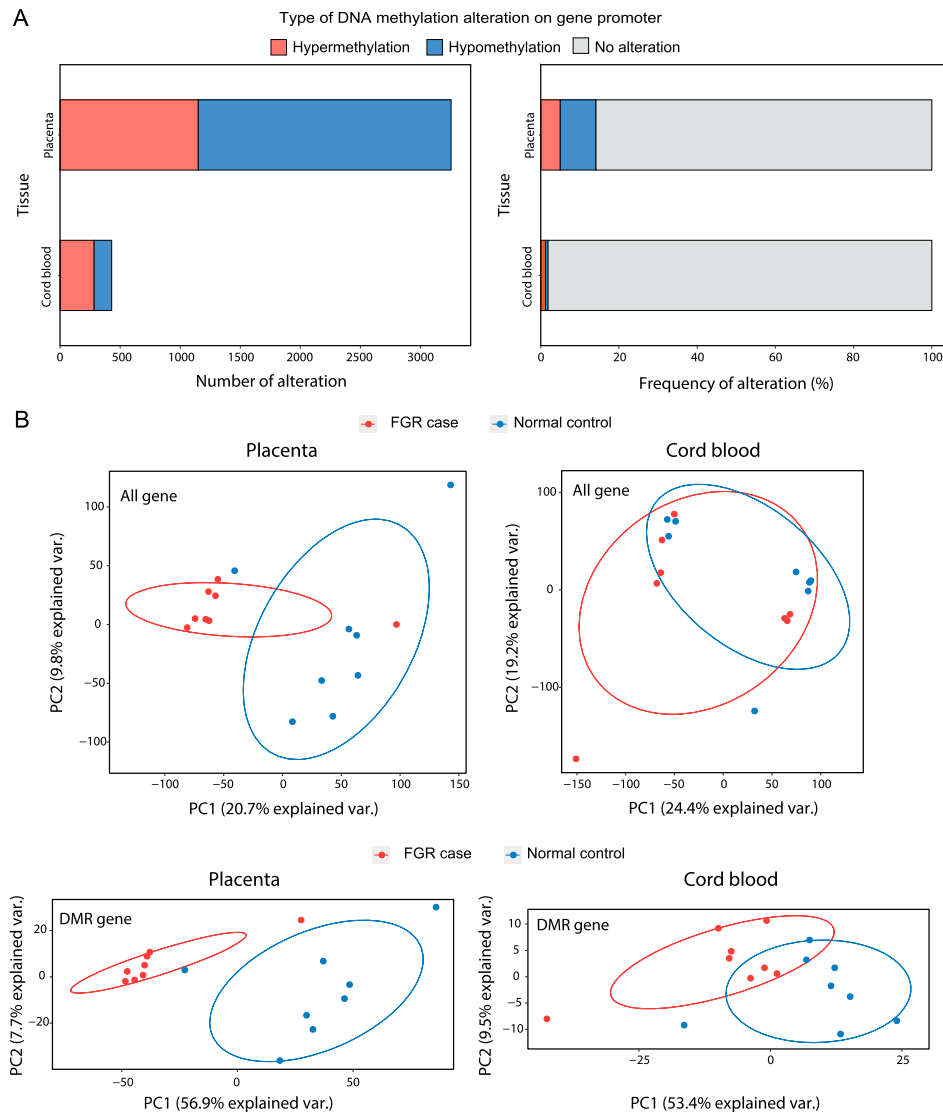 A
Type of DNA methylation alteration on gene promoter
Hypermethylation Hypomethylation No alteration
Tissue
Placenta
Cord blood
0 500 1000 1500 2000 2500 3000
Number of alteration
Tissue
Placenta
Cord blood
0 20 40 60 80 100
Frequency of alteration (%)
B
FGR case Normal control
Placenta
All gene
PC2 (9.8% explained var.)
100
50
0
−50
−100
−100 −50 0 50 100 150
PC1 (20.7% explained var.)
Cord blood
All gene
PC2 (19.2% explained var.)
100
0
−100
−150 −100 −50 0 50 100
PC1 (24.4% explained var.)
FGR case Normal control
Placenta
DMR gene
PC2 (7.7% explained var.)
20
0
−20
−50 0 50
PC1 (56.9% explained var.)
Cord blood
DMR gene
PC2 (9.5% explained var.)
10
5
0
−5
−10
−25 0 25
PC1 (53.4% explained var.)